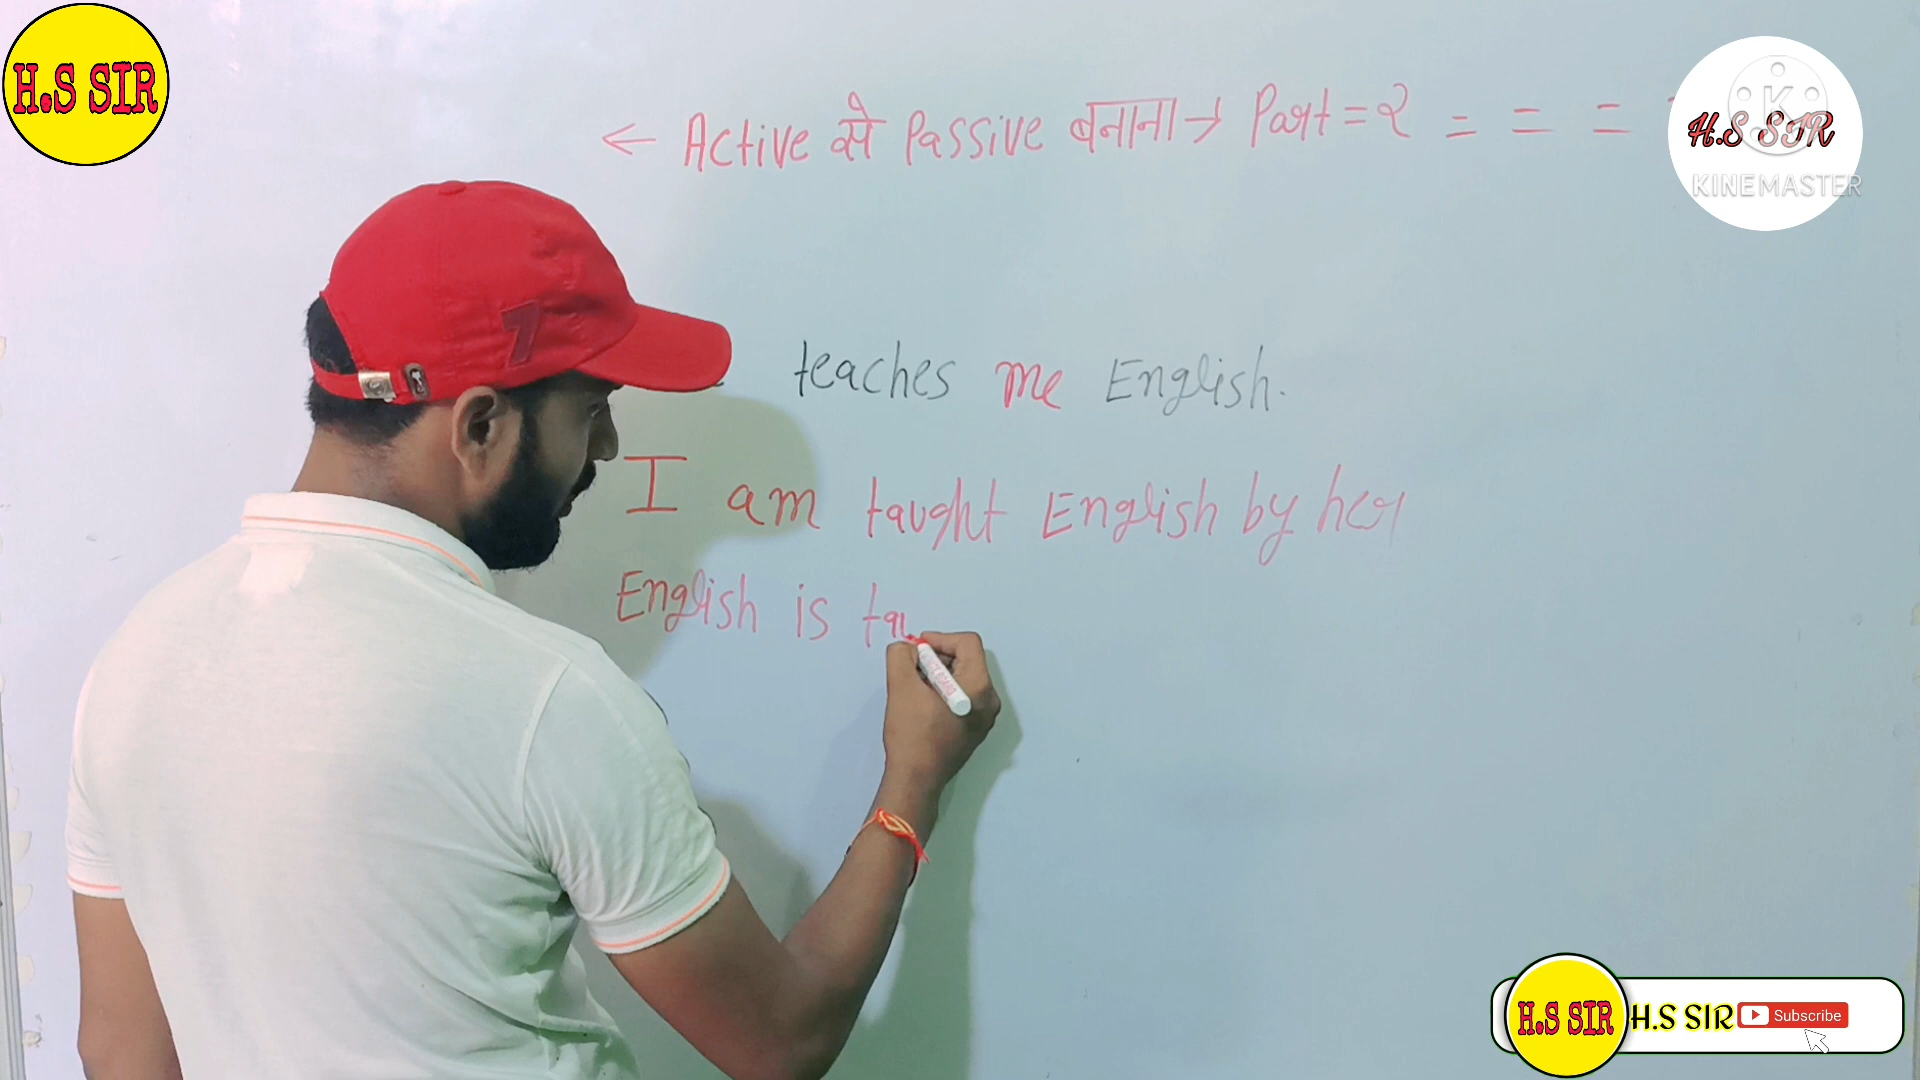 H.S SIR
← Active से Passive बनाना → Part = २ = = =
H.S SIR
KINEMASTER
teaches me English.
I am taught English by her
English is tau
H.S SIR
H.S SIR
Subscribe